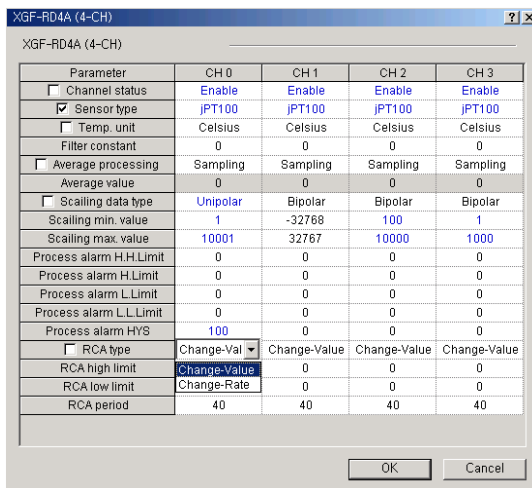 XGF-RD4A (4-CH)
XGF-RD4A (4-CH)
Parameter CH 0 CH 1 CH 2 CH 3
Channel status Enable Enable Enable Enable
Sensor type jPT100 jPT100 jPT100 jPT100
Temp. unit Celsius Celsius Celsius Celsius
Filter constant 0 0 0 0
Average processing Sampling Sampling Sampling Sampling
Average value 0 0 0 0
Scailing data type Unipolar Bipolar Bipolar Bipolar
Scailing min. value 1 -32768 100 1
Scailing max. value 10001 32767 10000 1000
Process alarm H.H.Limit 0 0 0 0
Process alarm H.Limit 0 0 0 0
Process alarm L.Limit 0 0 0 0
Process alarm L.L.Limit 0 0 0 0
Process alarm HYS 100 0 0 0
RCA type Change-Val Change-Value Change-Value Change-Value
RCA high limit Change-Value 0 0 0
RCA low limit Change-Rate 0 0 0
RCA period 40 40 40 40
OK Cancel